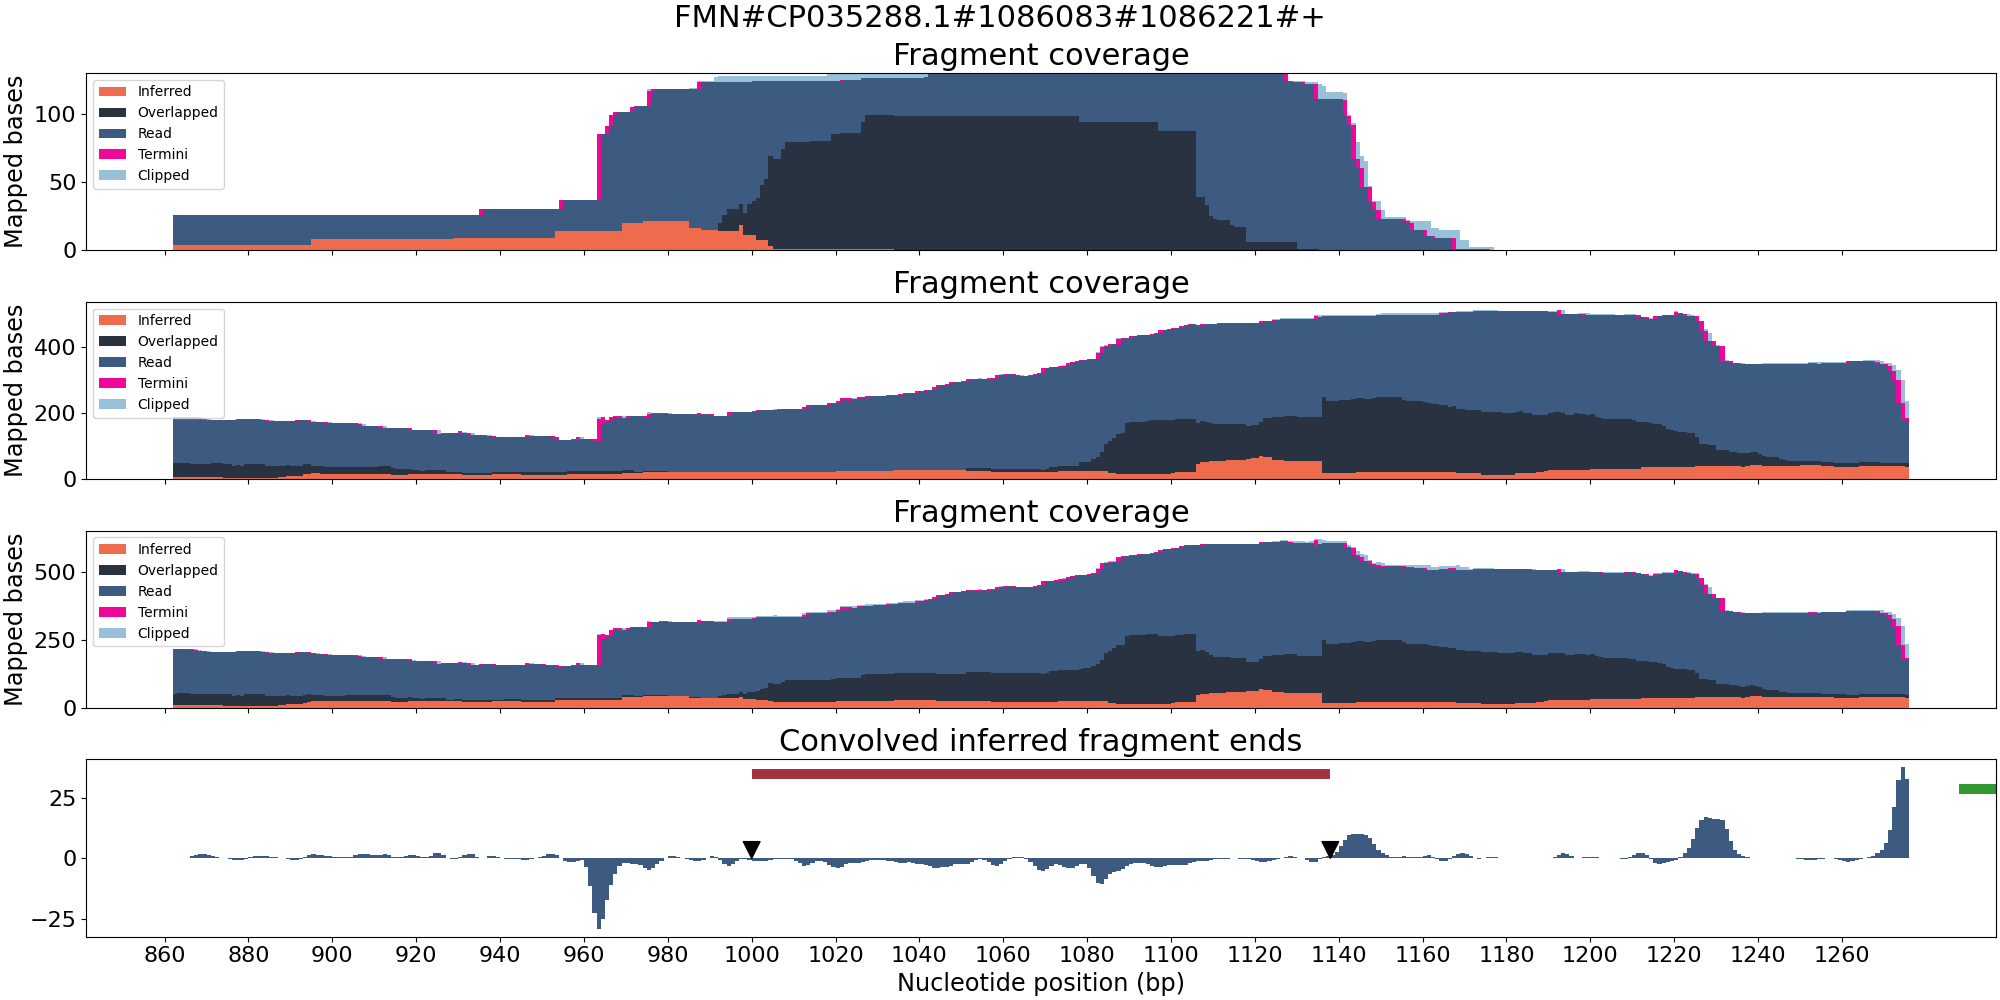 FMN#CP035288.1#1086083#1086221#+
Fragment coverage
Mapped bases
100
50
0
Inferred
Overlapped
Read
Termini
Clipped
Fragment coverage
Mapped bases
400
200
0
Inferred
Overlapped
Read
Termini
Clipped
Fragment coverage
Mapped bases
500
250
0
Inferred
Overlapped
Read
Termini
Clipped
Convolved inferred fragment ends
25
0
−25
860 880 900 920 940 960 980 1000 1020 1040 1060 1080 1100 1120 1140 1160 1180 1200 1220 1240 1260
Nucleotide position (bp)